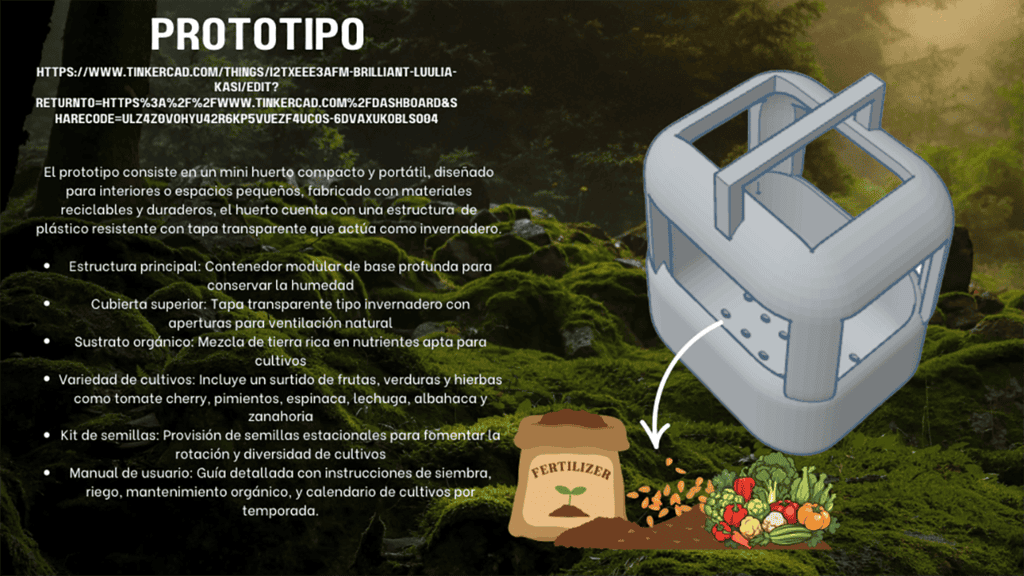 PROTOTIPO
HTTPS://WWW.TINKERCAD.COM/THINGS/I2TXEEE3AFM-BRILLIANT-LUULIA-
KASI/EDIT?
RETURNTO=HTTPS%3A%2F%2FWWW.TINKERCAD.COM%2FDASHBOARD&S
HARECODE=ULZ4Z0VOHYU42R6KP5VUEZF4UCOS-6DVAXUKOBLSO04
El prototipo consiste en un mini huerto compacto y portátil, diseñado
para interiores o espacios pequeños, fabricado con materiales
reciclables y duraderos, el huerto cuenta con una estructura de
plástico resistente con tapa transparente que actúa como invernadero.
• Estructura principal: Contenedor modular de base profunda para
conservar la humedad
• Cubierta superior: Tapa transparente tipo invernadero con
aperturas para ventilación natural
• Sustrato orgánico: Mezcla de tierra rica en nutrientes apta para
cultivos
• Variedad de cultivos: Incluye un surtido de frutas, verduras y hierbas
como tomate cherry, pimientos, espinaca, lechuga, albahaca y
zanahoria
• Kit de semillas: Provisión de semillas estacionales para fomentar la
rotación y diversidad de cultivos
• Manual de usuario: Guía detallada con instrucciones de siembra,
riego, mantenimiento orgánico, y calendario de cultivos por
temporada.
FERTILIZER